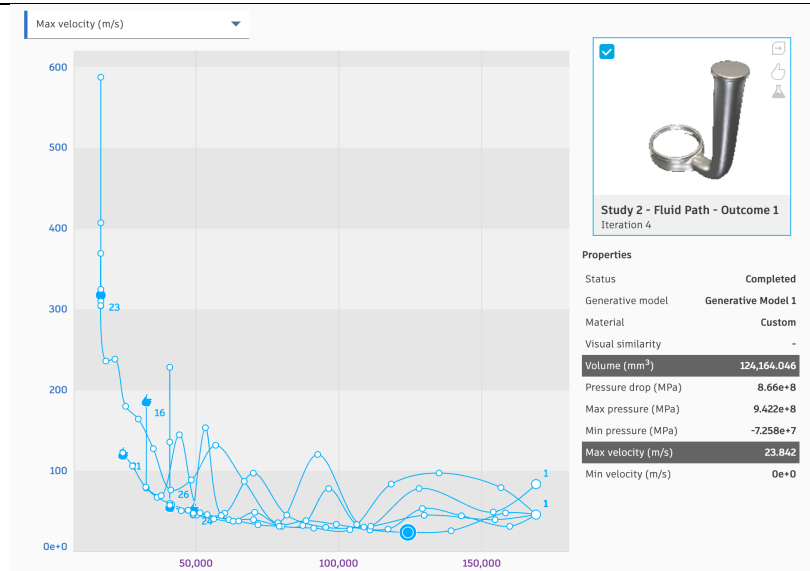 Max velocity (m/s)
600
500
400
300
200
100
0e+0
50,000
100,000
150,000
23
16
21
26
24
1
1
Study 2 - Fluid Path - Outcome 1
Iteration 4
Properties
Status Completed
Generative model Generative Model 1
Material Custom
Visual similarity -
Volume (mm³) 124,164.046
Pressure drop (MPa) 8.66e+8
Max pressure (MPa) 9.422e+8
Min pressure (MPa) -7.258e+7
Max velocity (m/s) 23.842
Min velocity (m/s) 0e+0